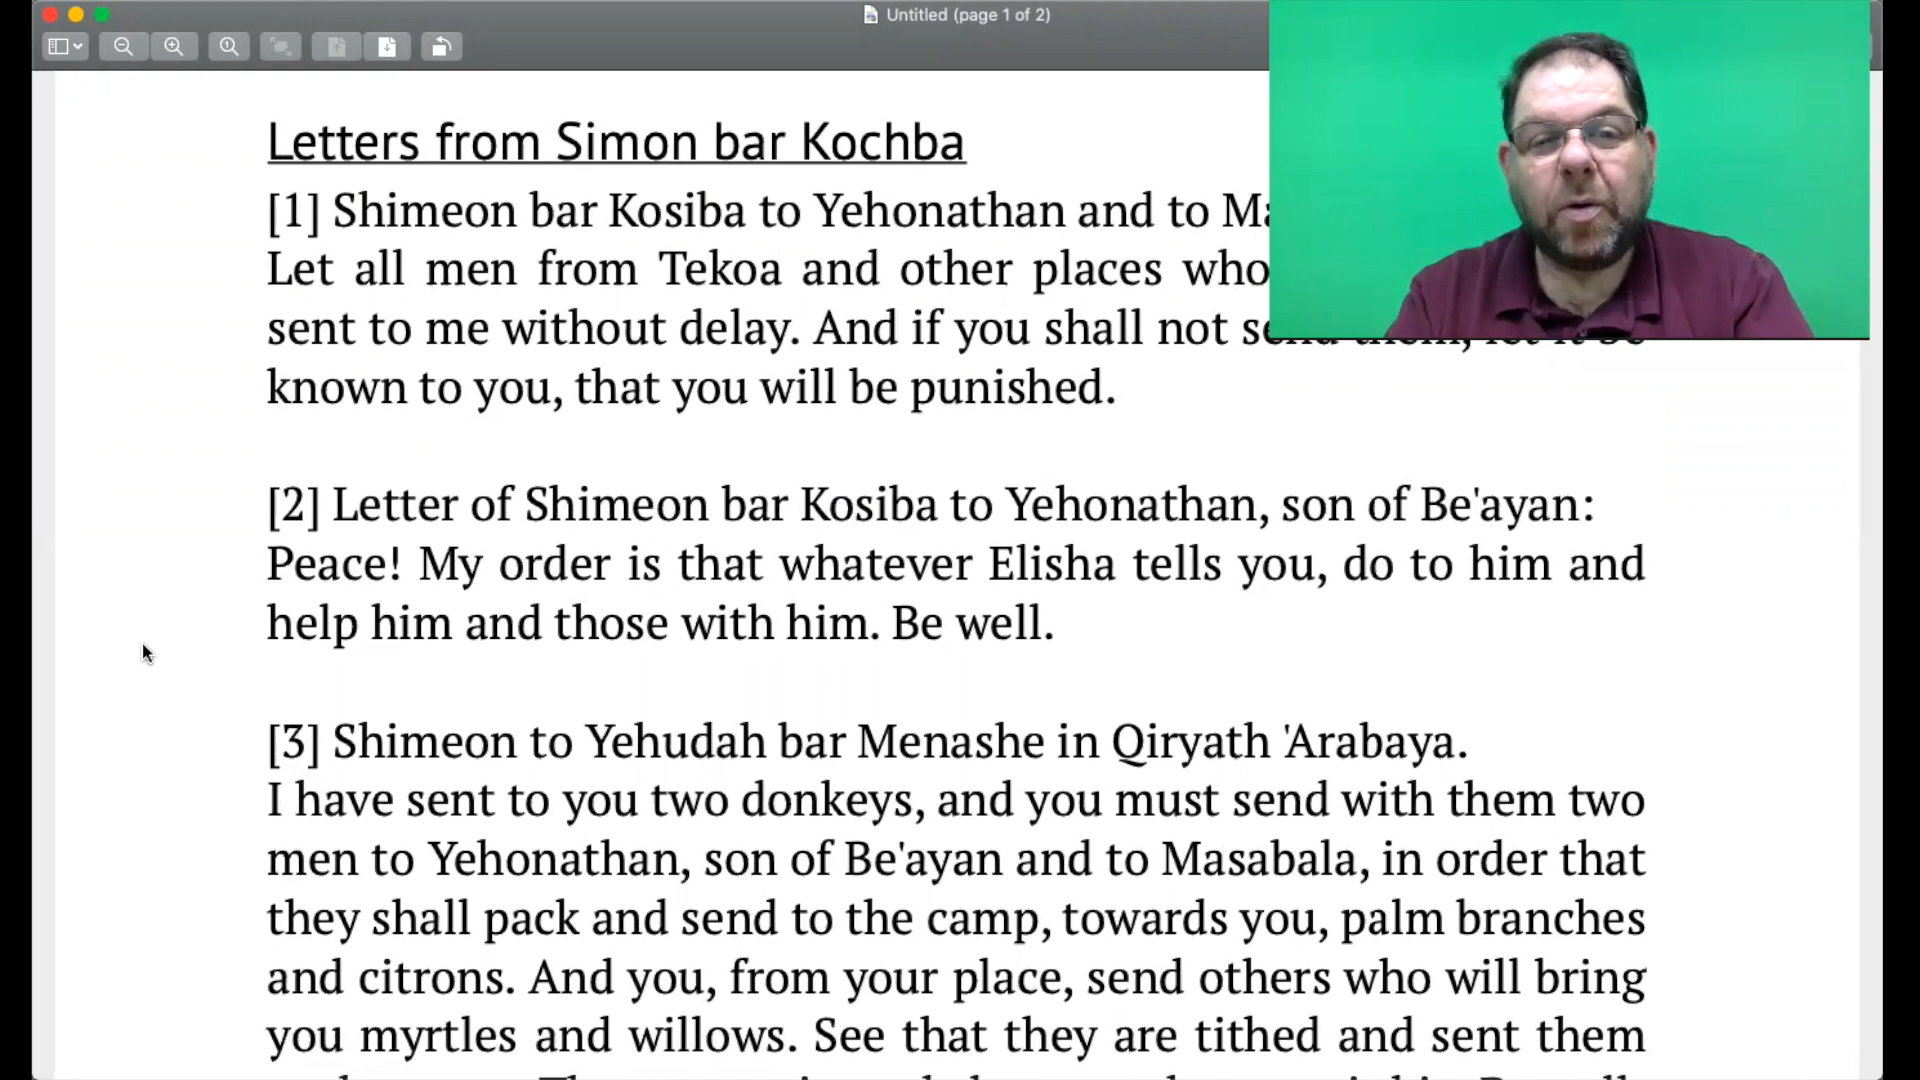 Untitled (page 1 of 2)
Letters from Simon bar Kochba
[1] Shimeon bar Kosiba to Yehonathan and to
Let all men from Tekoa and other places who
sent to me without delay. And if you shall not send them, let it be
known to you, that you will be punished.
[2] Letter of Shimeon bar Kosiba to Yehonathan, son of Be'ayan:
Peace! My order is that whatever Elisha tells you, do to him and
help him and those with him. Be well.
[3] Shimeon to Yehudah bar Menashe in Qiryath 'Arabaya.
I have sent to you two donkeys, and you must send with them two
men to Yehonathan, son of Be'ayan and to Masabala, in order that
they shall pack and send to the camp, towards you, palm branches
and citrons. And you, from your place, send others who will bring
you myrtles and willows. See that they are tithed and sent them